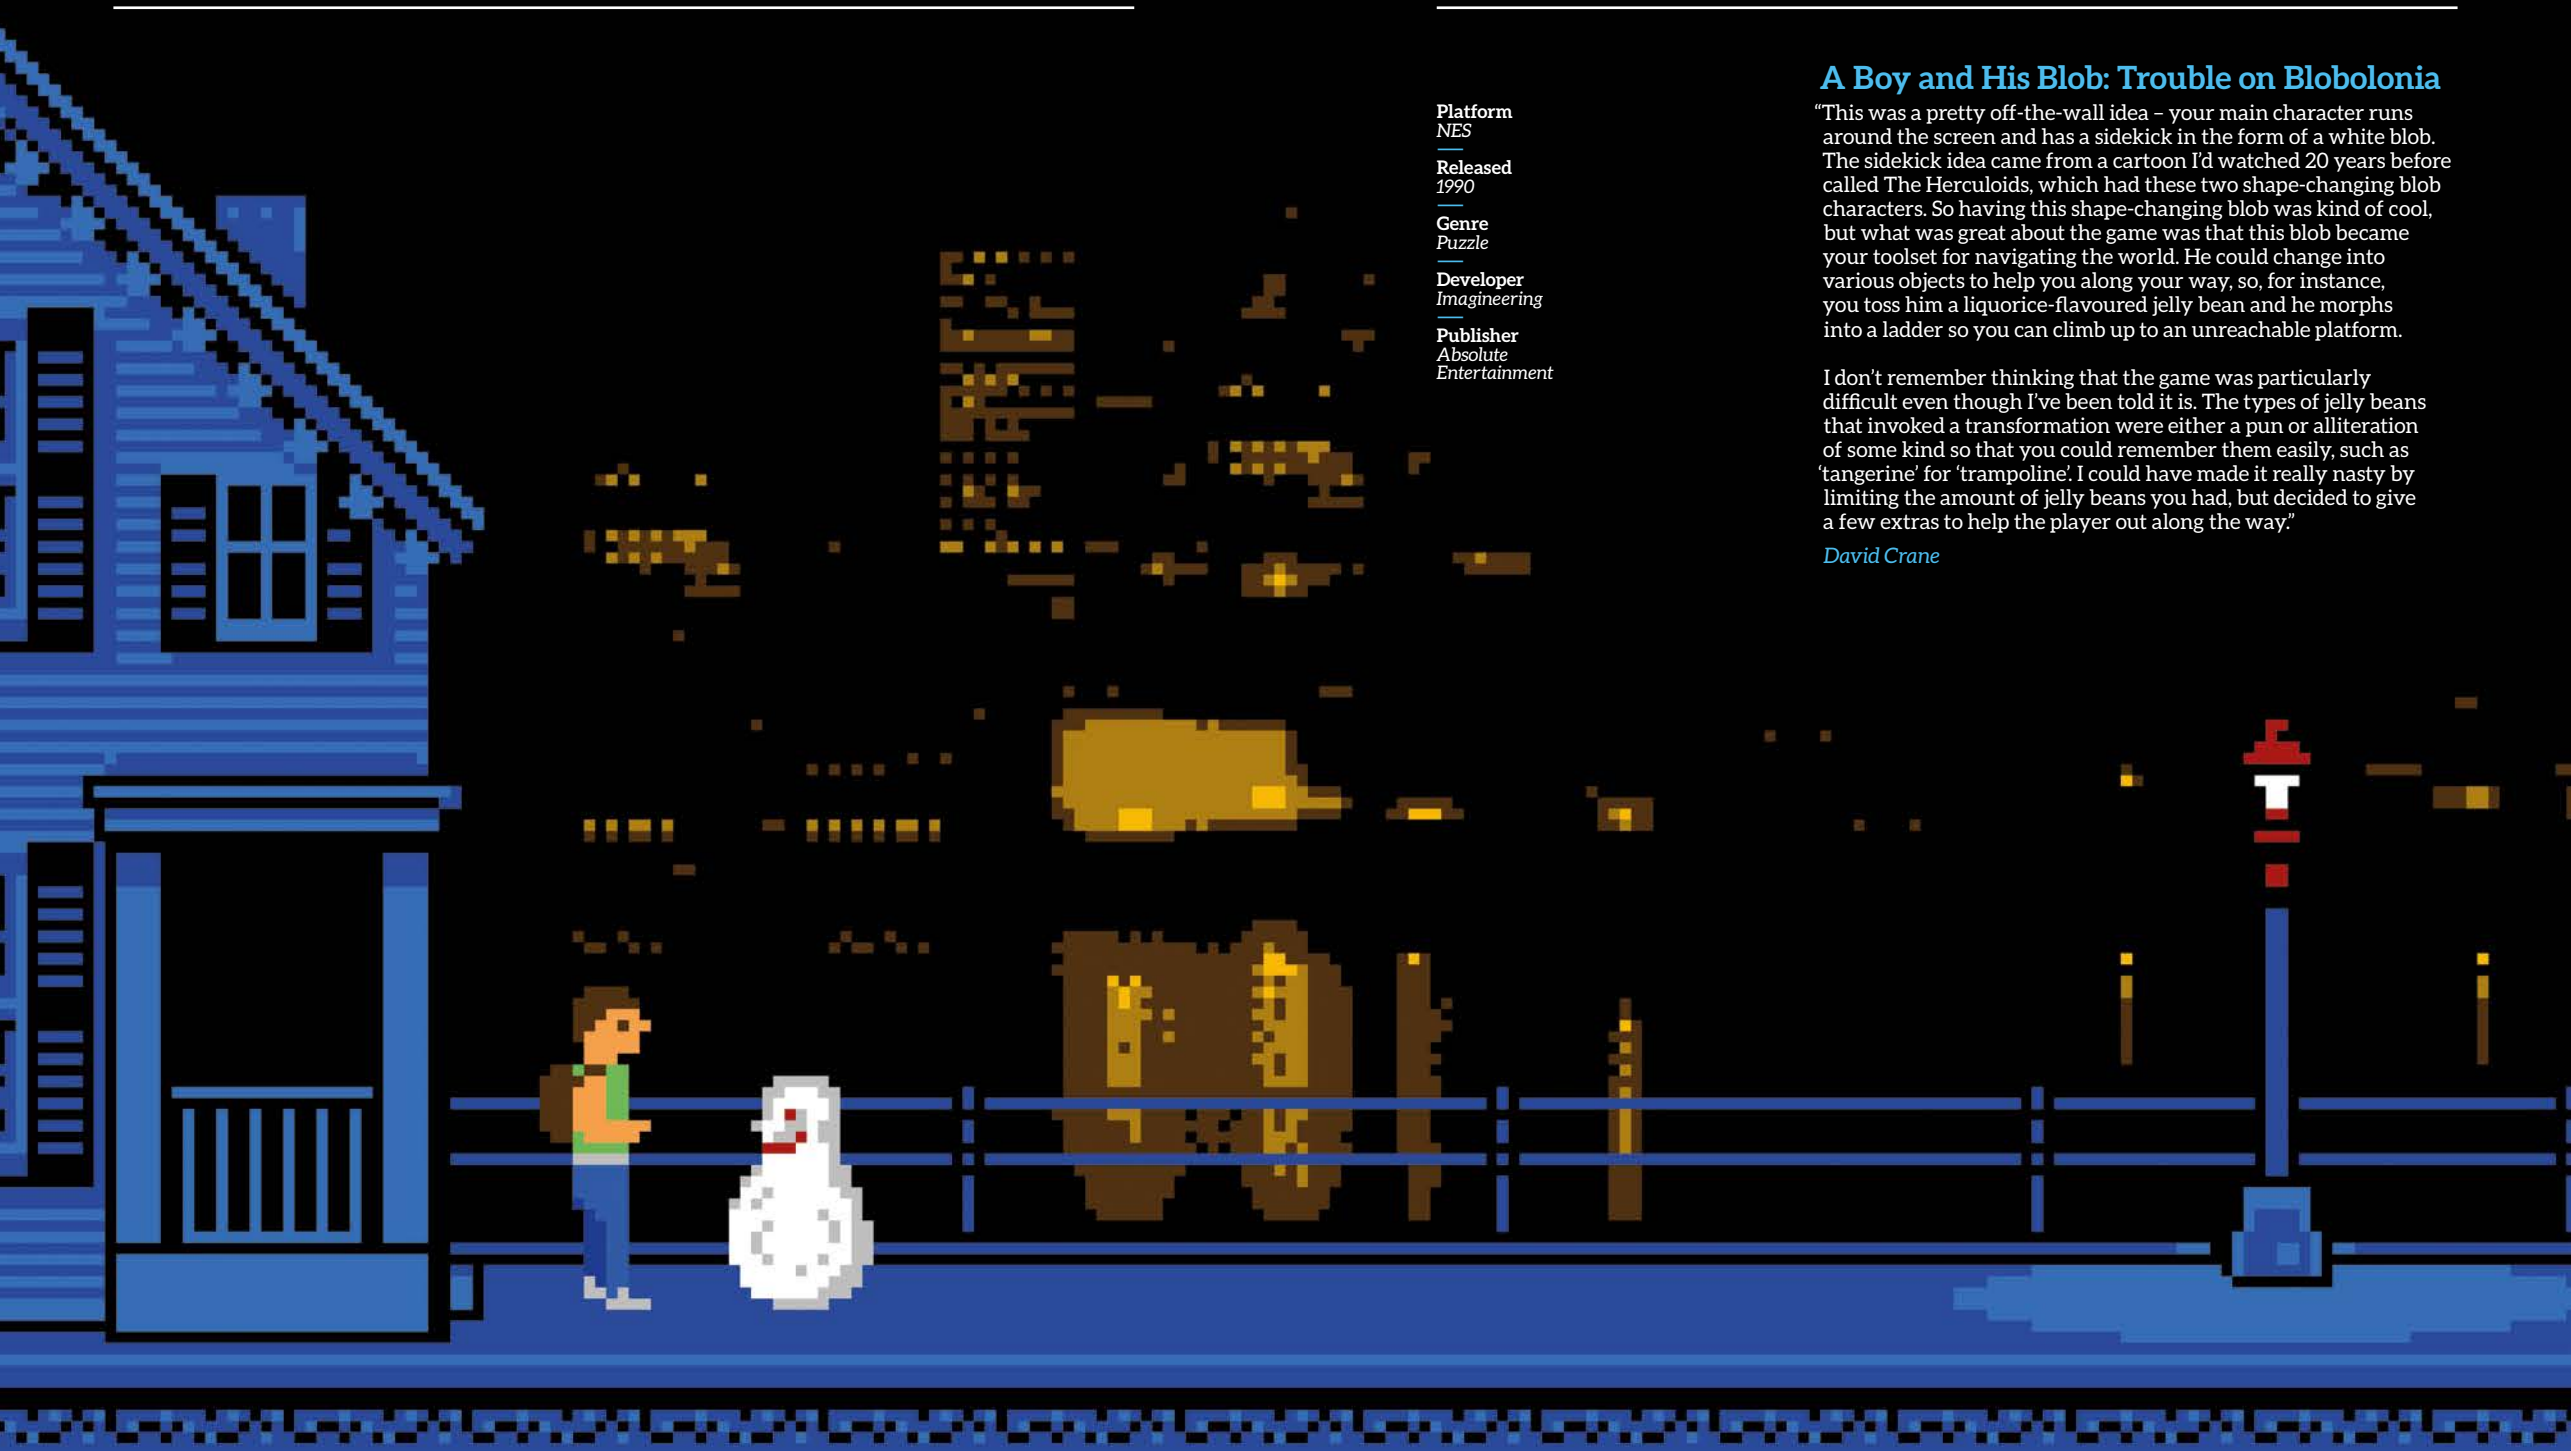 Platform
NES
Released
1990
Genre
Puzzle
Developer
Imagineering
Publisher
Absolute
Entertainment
A Boy and His Blob: Trouble on Blobolonia
“This was a pretty off-the-wall idea – your main character runs
around the screen and has a sidekick in the form of a white blob.
The sidekick idea came from a cartoon I’d watched 20 years before
called The Herculoids, which had these two shape-changing blob
characters. So having this shape-changing blob was kind of cool,
but what was great about the game was that this blob became
your toolset for navigating the world. He could change into
various objects to help you along your way, so, for instance,
you toss him a liquorice-flavoured jelly bean and he morphs
into a ladder so you can climb up to an unreachable platform.
I don’t remember thinking that the game was particularly
difficult even though I’ve been told it is. The types of jelly beans
that invoked a transformation were either a pun or alliteration
of some kind so that you could remember them easily, such as
‘tangerine’ for ‘trampoline’. I could have made it really nasty by
limiting the amount of jelly beans you had, but decided to give
a few extras to help the player out along the way.”
David Crane